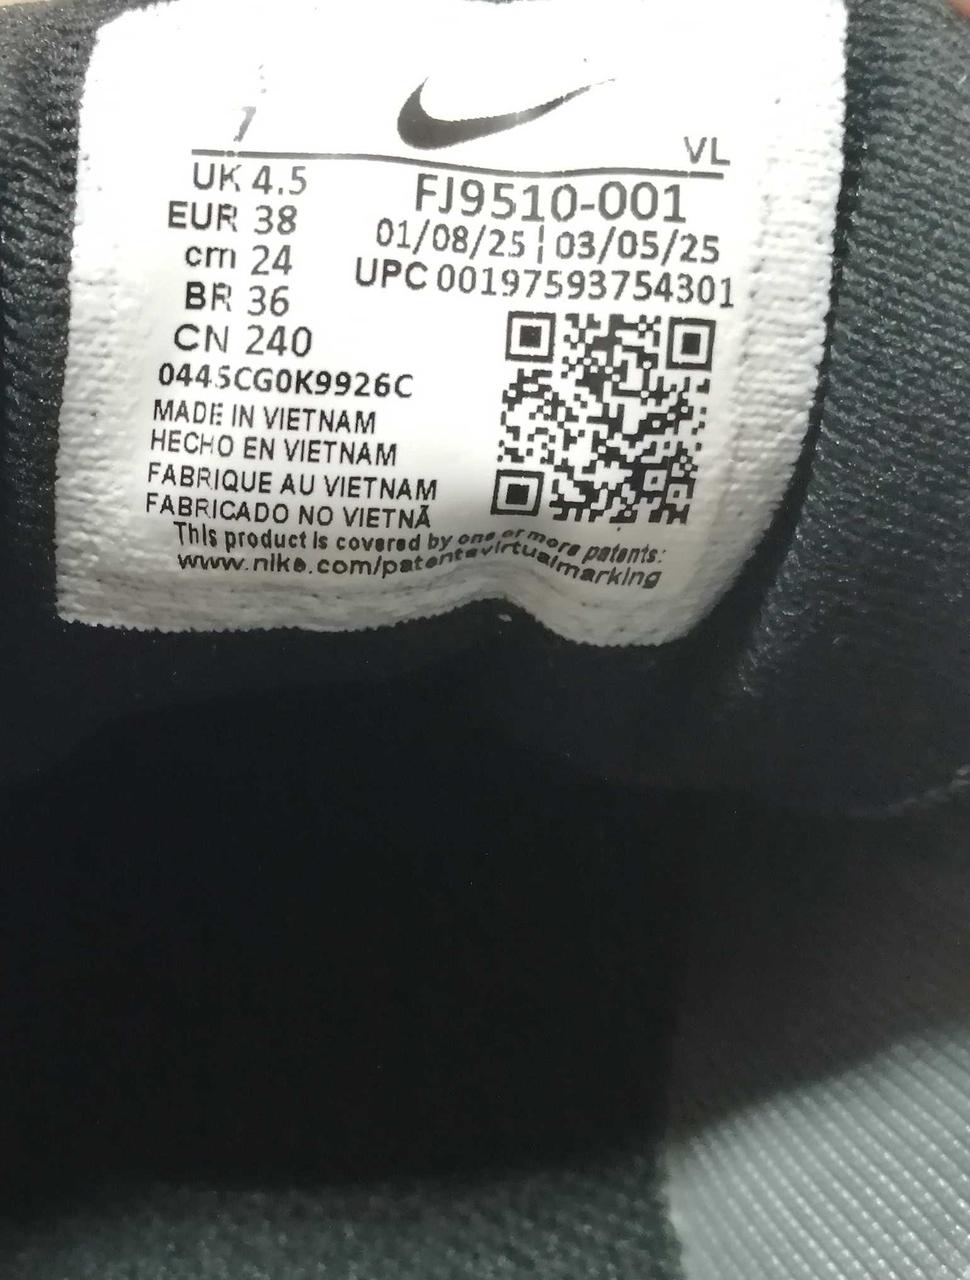 7
VL
UK 4.5
EUR 38
cm 24
BR 36
CN 240
FJ9510-001
01/08/25 | 03/05/25
UPC 00197593754301
0445CG0K9926C
MADE IN VIETNAM
HECHO EN VIETNAM
FABRIQUE AU VIETNAM
FABRICADO NO VIETNÃ
This product is covered by one or more patents:
www.nike.com/patentsvirtualmarking